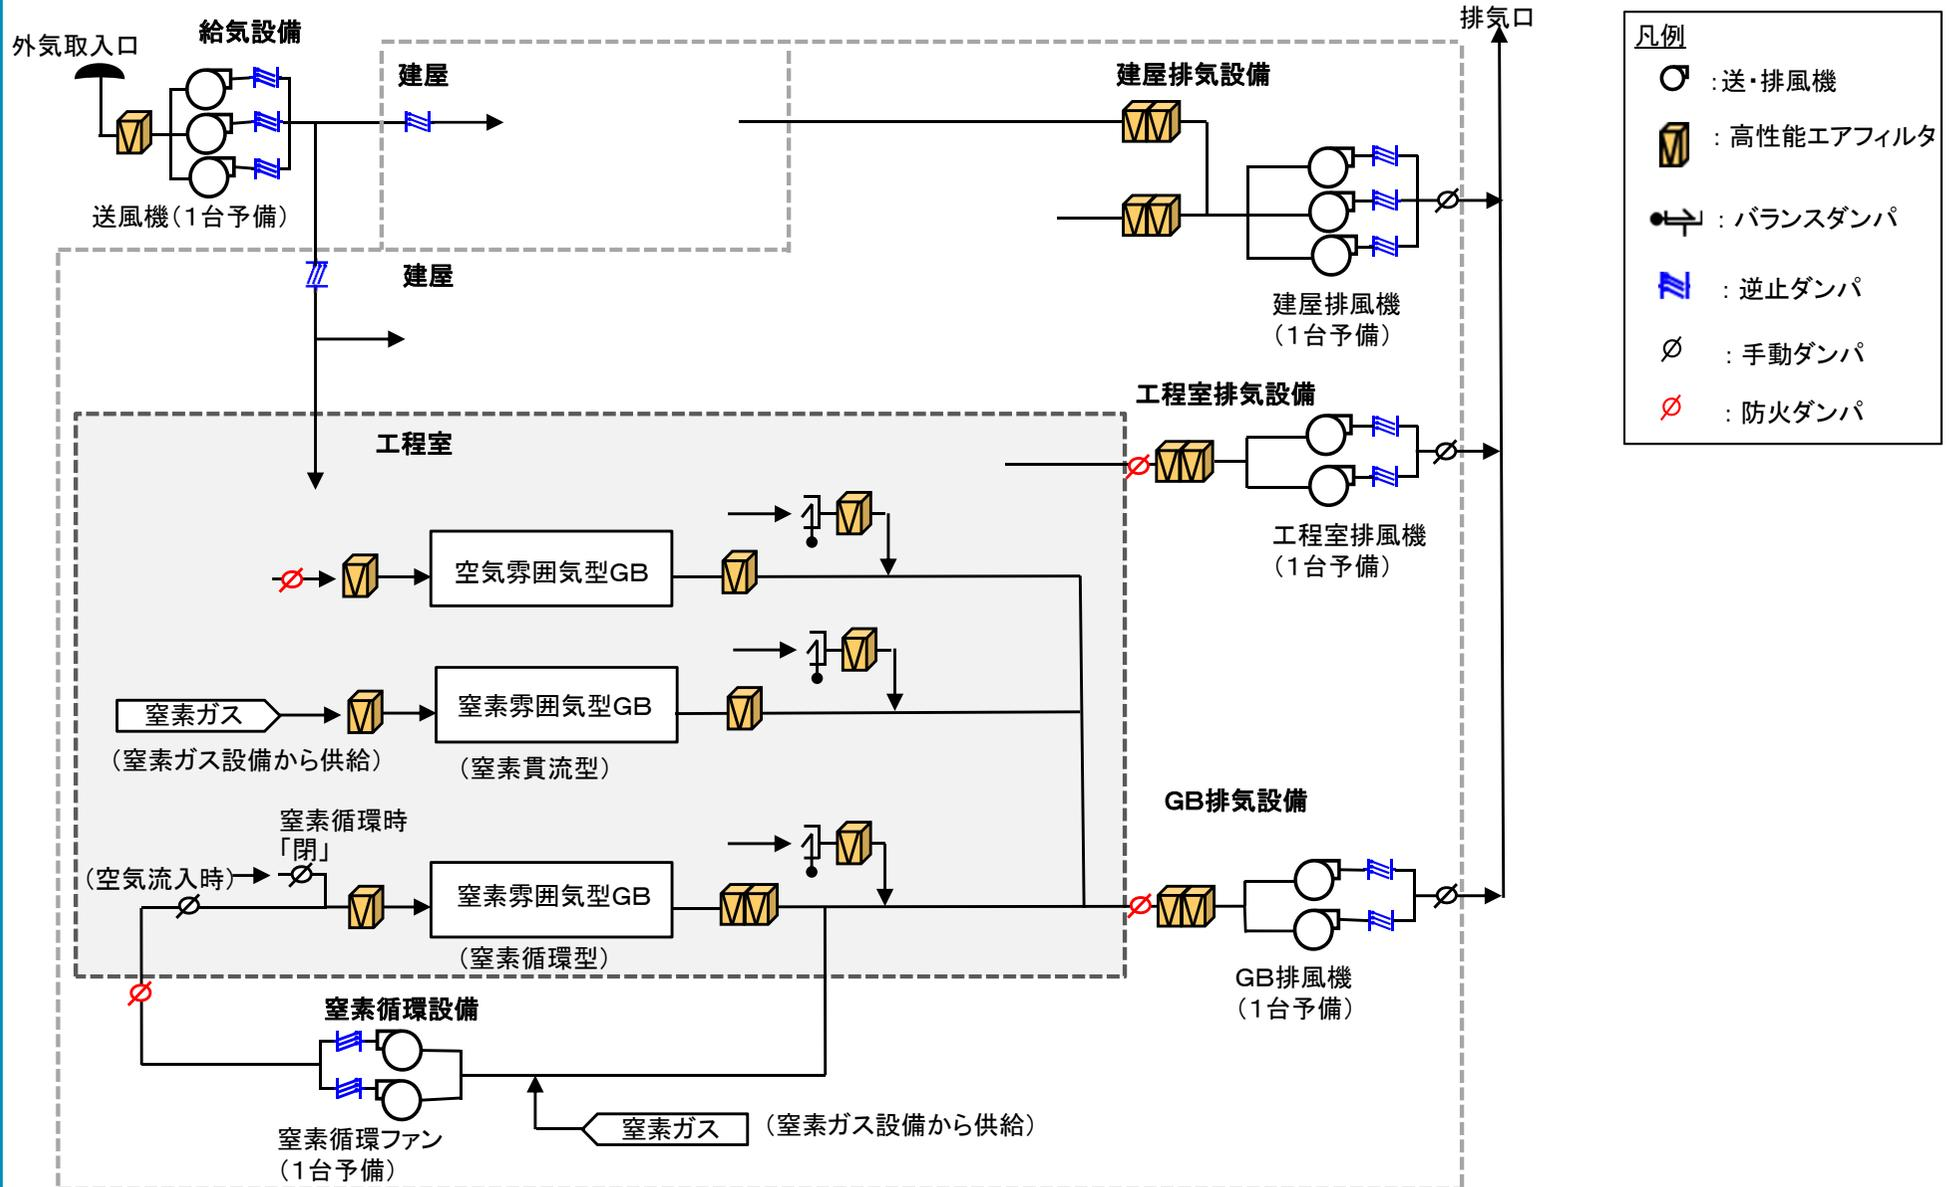 外気取入口
給気設備
送風機(1台予備)
建屋
建屋
建屋排気設備
建屋排風機
(1台予備)
排気口
凡例
:送・排風機
:高性能エアフィルタ
:バランスダンパ
:逆止ダンパ
:手動ダンパ
:防火ダンパ
工程室
工程室排気設備
工程室排風機
(1台予備)
空気雰囲気型GB
窒素ガス
(窒素ガス設備から供給)
窒素雰囲気型GB
(窒素貫流型)
窒素循環時
「閉」
(空気流入時)
窒素雰囲気型GB
(窒素循環型)
GB排気設備
GB排風機
(1台予備)
窒素循環設備
窒素循環ファン
(1台予備)
窒素ガス
(窒素ガス設備から供給)